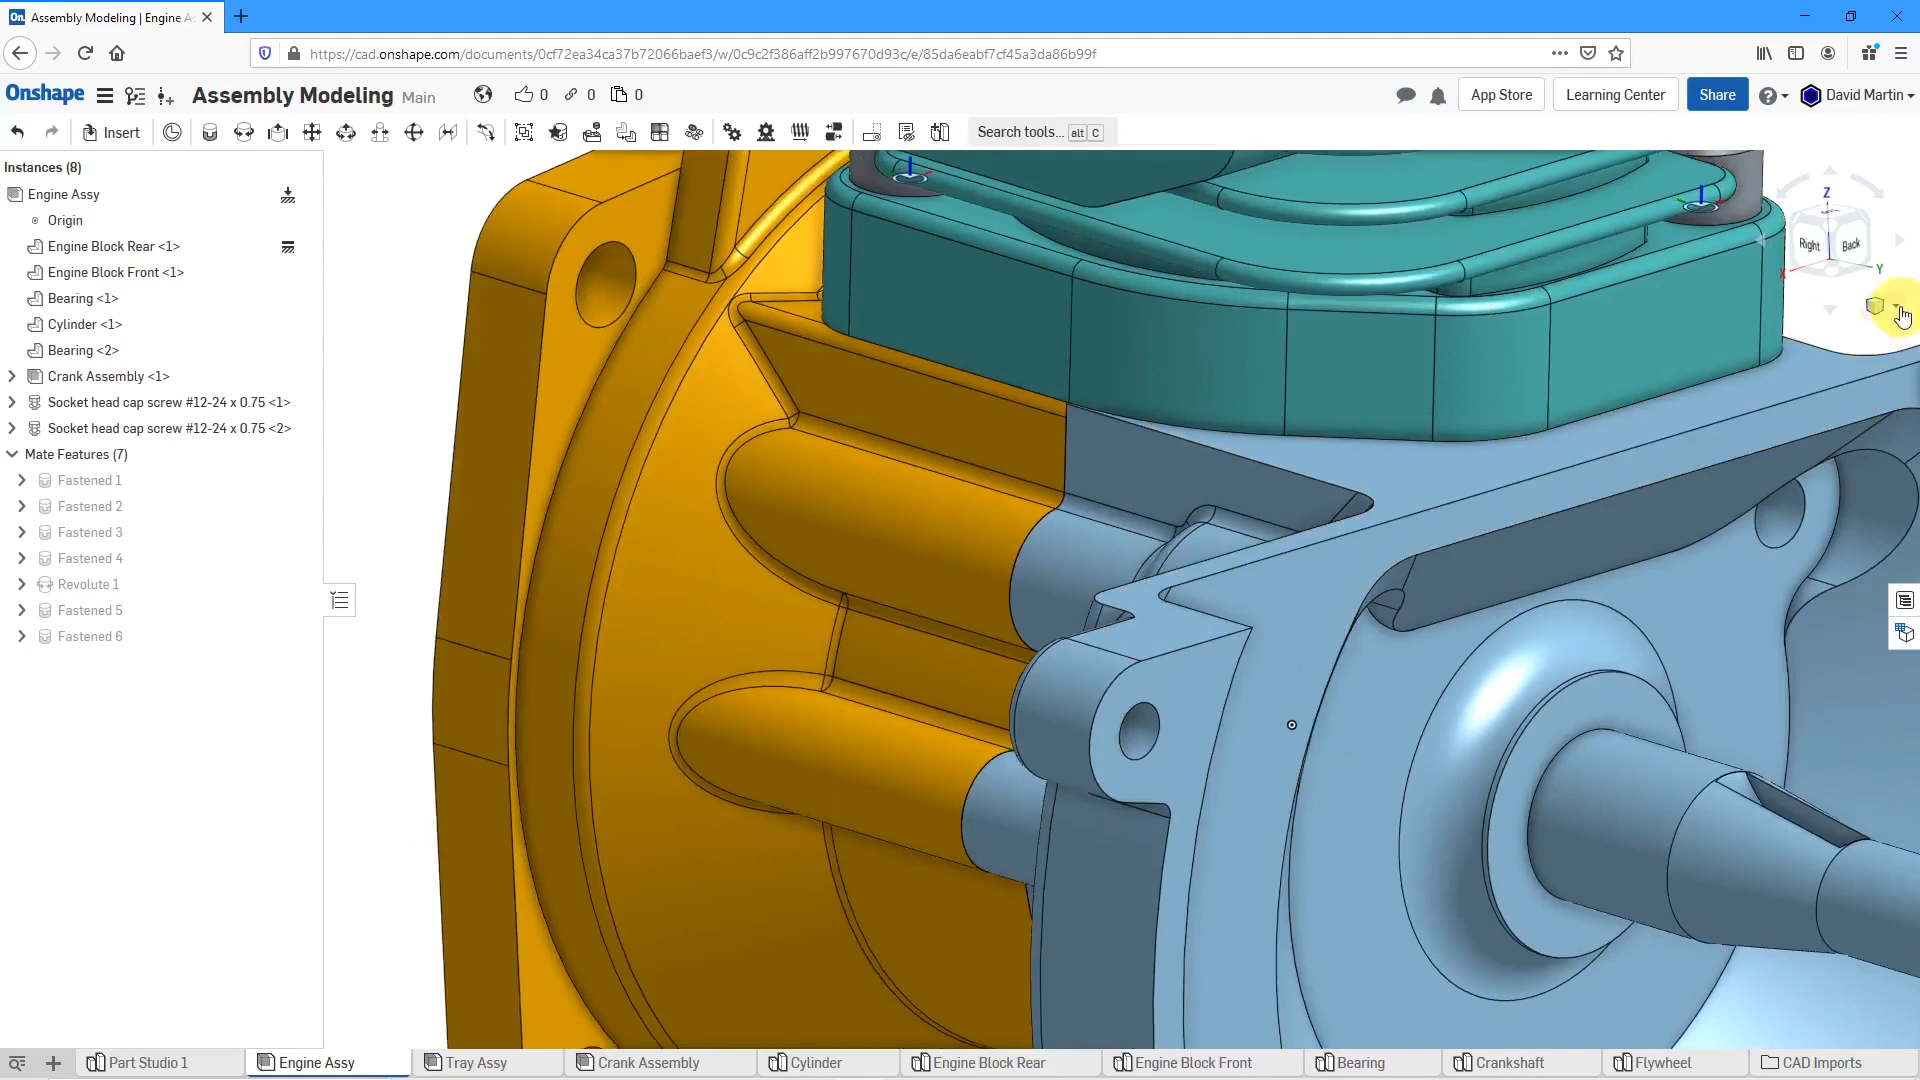 On. Assembly Modeling | Engine A
https://cad.onshape.com/documents/0cf72ea34ca37b72066baef3/w/0c9c2f386aff2b997670d93c/e/85da6eabf7cf45a3da86b99f
Onshape Assembly Modeling Main 0 0 0 App Store Learning Center Share David Martin
Insert Search tools... alt C
Instances (8)
Engine Assy
Origin
Engine Block Rear <1>
Engine Block Front <1>
Bearing <1>
Cylinder <1>
Bearing <2>
Crank Assembly <1>
Socket head cap screw #12-24 x 0.75 <1>
Socket head cap screw #12-24 x 0.75 <2>
Mate Features (7)
Fastened 1
Fastened 2
Fastened 3
Fastened 4
Revolute 1
Fastened 5
Fastened 6
Z
Right Back
X Y
Part Studio 1 Engine Assy Tray Assy Crank Assembly Cylinder Engine Block Rear Engine Block Front Bearing Crankshaft Flywheel CAD Imports